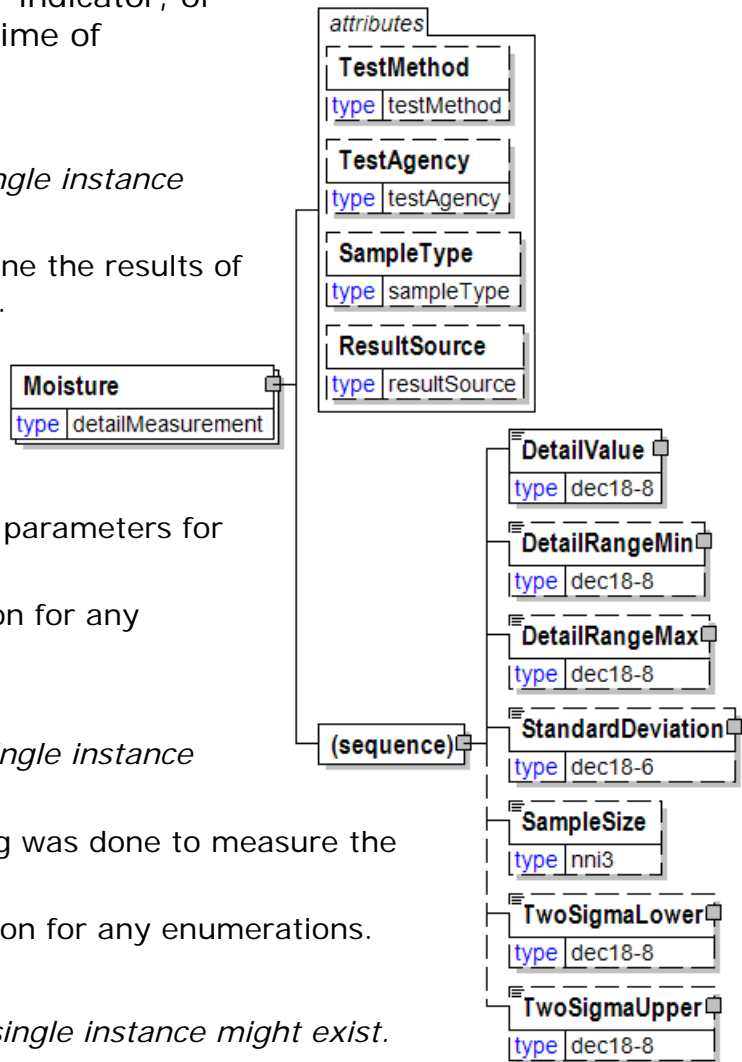 indicator, or
ime of
ngle instance
ne the results of
.
parameters for
on for any
ingle instance
g was done to measure the
on for any enumerations.
single instance might exist.
Moisture
type detailMeasurement
attributes
TestMethod
type testMethod
TestAgency
type testAgency
SampleType
type sampleType
ResultSource
type resultSource
(sequence)
DetailValue
type dec18-8
DetailRangeMin
type dec18-8
DetailRangeMax
type dec18-8
StandardDeviation
type dec18-6
SampleSize
type nni3
TwoSigmaLower
type dec18-8
TwoSigmaUpper
type dec18-8